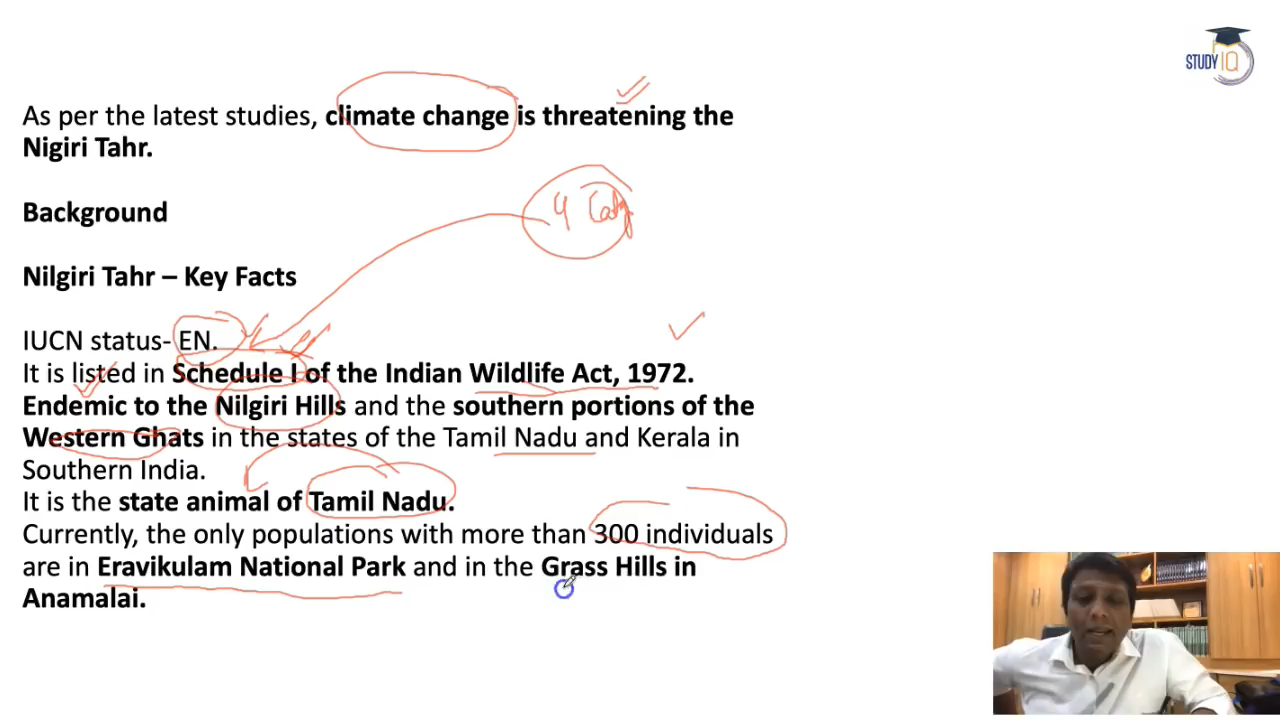 STUDY IQ
As per the latest studies, climate change is threatening the
Nigiri Tahr.
4 Catg
Background
Nilgiri Tahr – Key Facts
IUCN status- EN.
It is listed in Schedule I of the Indian Wildlife Act, 1972.
Endemic to the Nilgiri Hills and the southern portions of the
Western Ghats in the states of the Tamil Nadu and Kerala in
Southern India.
It is the state animal of Tamil Nadu.
Currently, the only populations with more than 300 individuals
are in Eravikulam National Park and in the Grass Hills in
Anamalai.